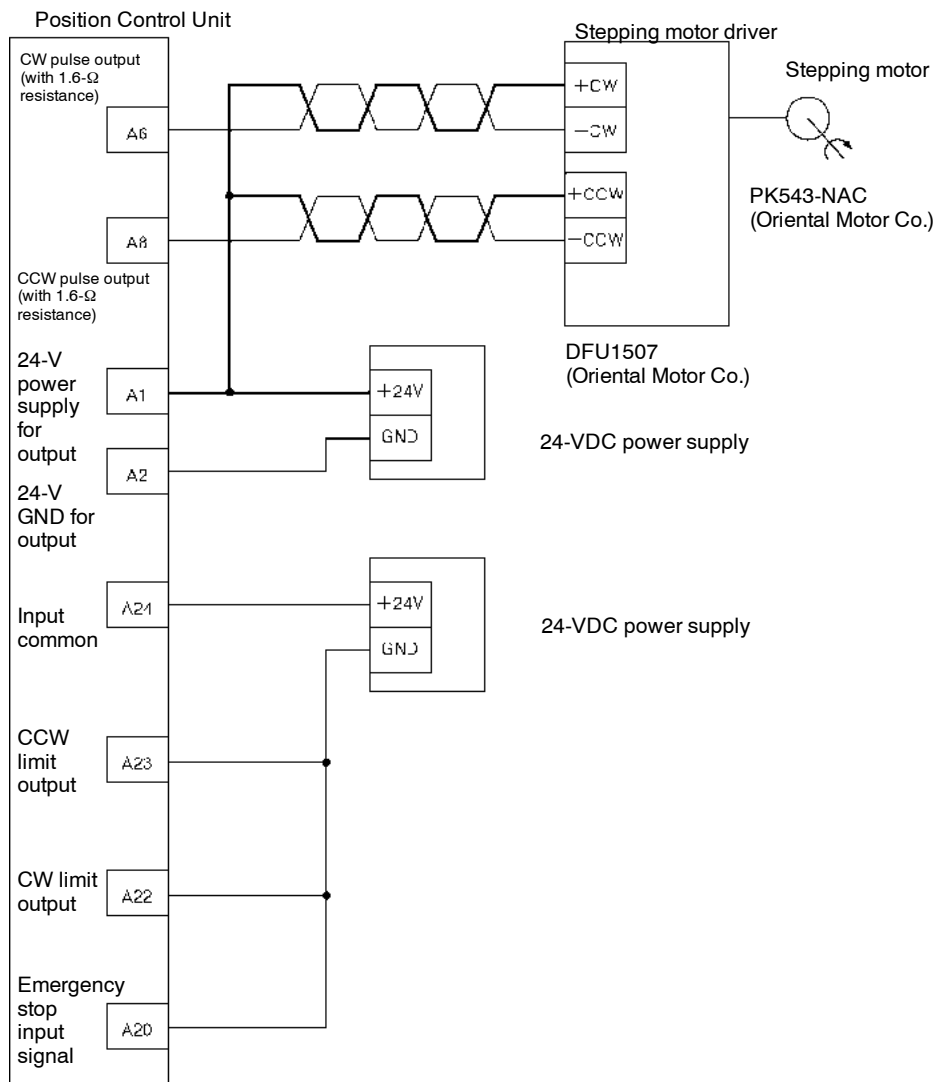 Position Control Unit
CW pulse output
(with 1.6-Ω
resistance)
A6
A8
CCW pulse output
(with 1.6-Ω
resistance)
24-V
power
supply
for
output
A1
A2
24-V
GND for
output
Input
common
A24
CCW
limit
output
A23
CW limit
output
A22
Emergency
stop
input
signal
A20
Stepping motor driver
+CW
−CW
+CCW
−CCW
DFU1507
(Oriental Motor Co.)
Stepping motor
PK543-NAC
(Oriental Motor Co.)
+24V
GND
24-VDC power supply
+24V
GND
24-VDC power supply